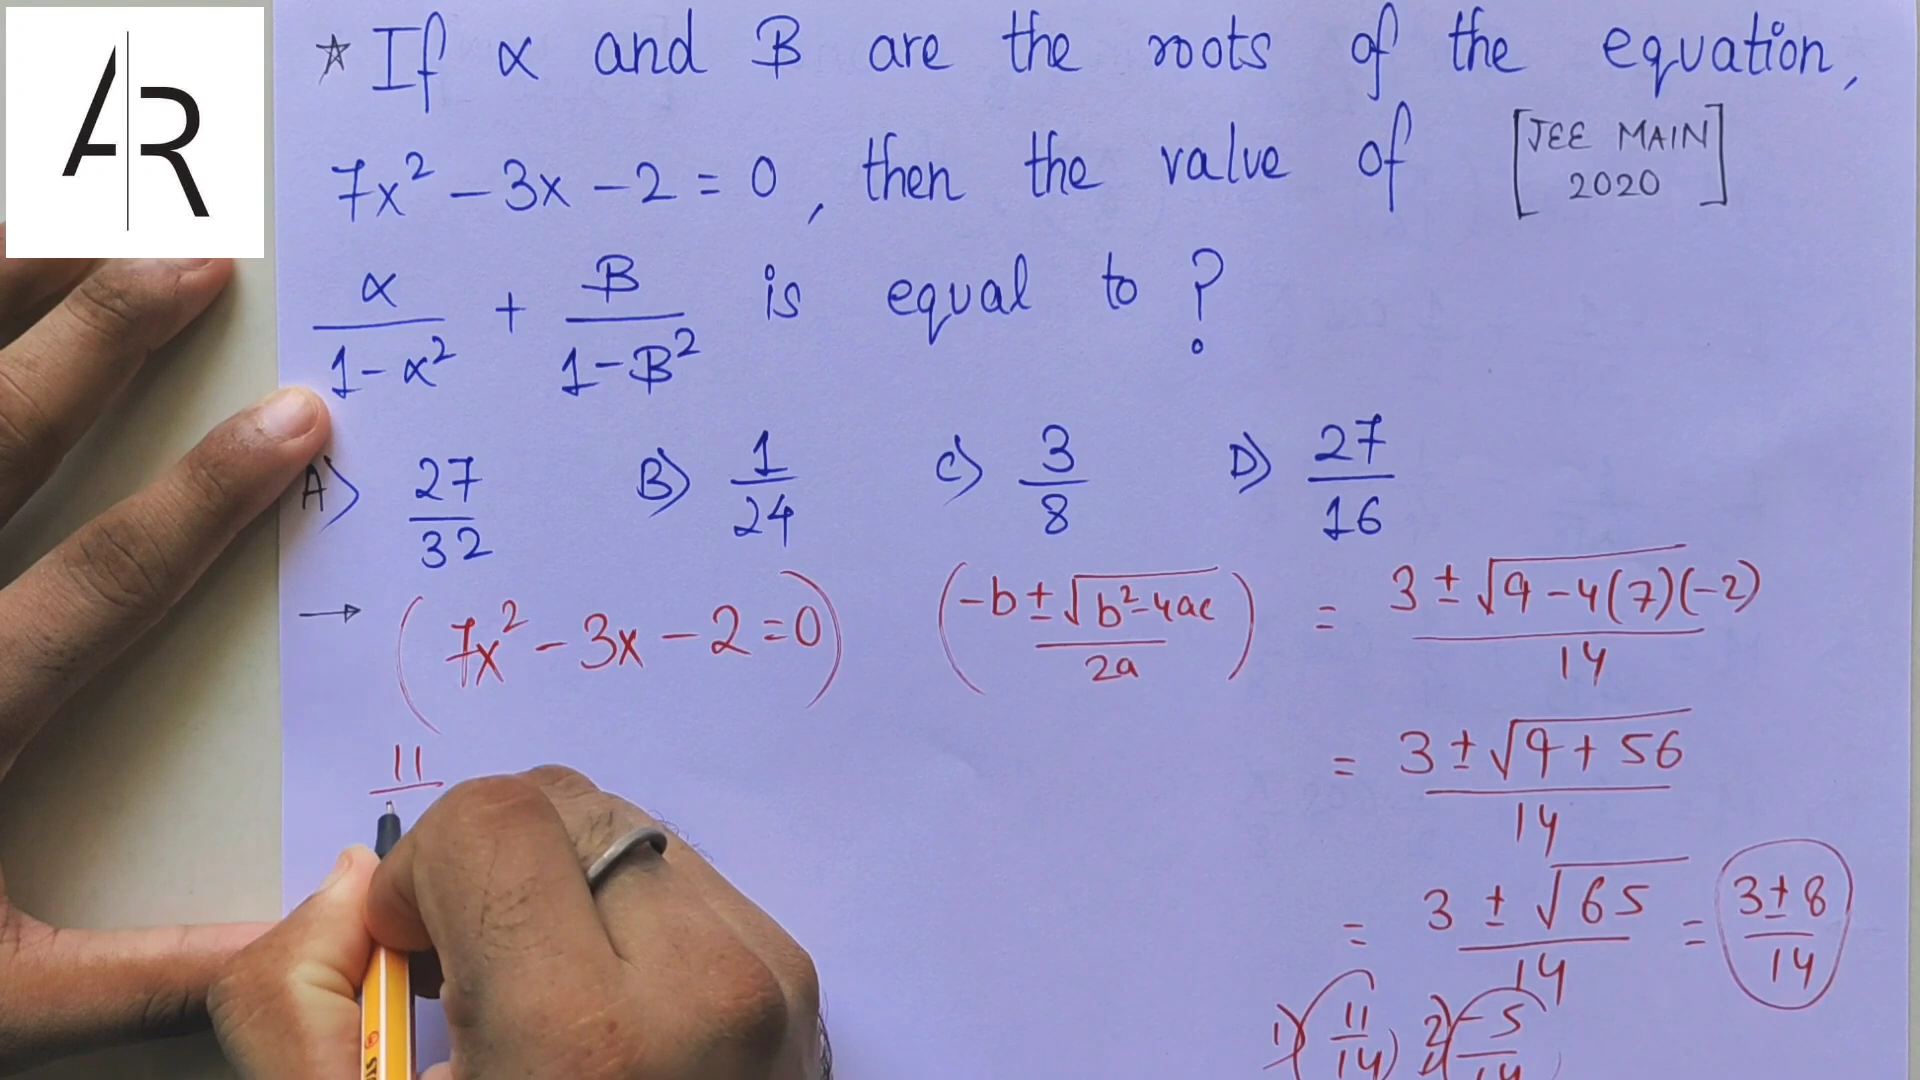 AR
☆ If α and B are the roots of the equation,
7x² - 3x - 2 = 0, then the value of [JEE MAIN 2020]
α/(1-α²) + B/(1-B²) is equal to ?
A) 27/32 B) 1/24 C) 3/8 D) 27/16
→ (7x² - 3x - 2 = 0) ((-b ± √(b²-4ac))/2a) = (3 ± √(9 - 4(7)(-2)))/14
= (3 ± √(9 + 56))/14
11
= (3 ± √65)/14 = (3 ± 8)/14
1) (11/14) 2) (-5/14